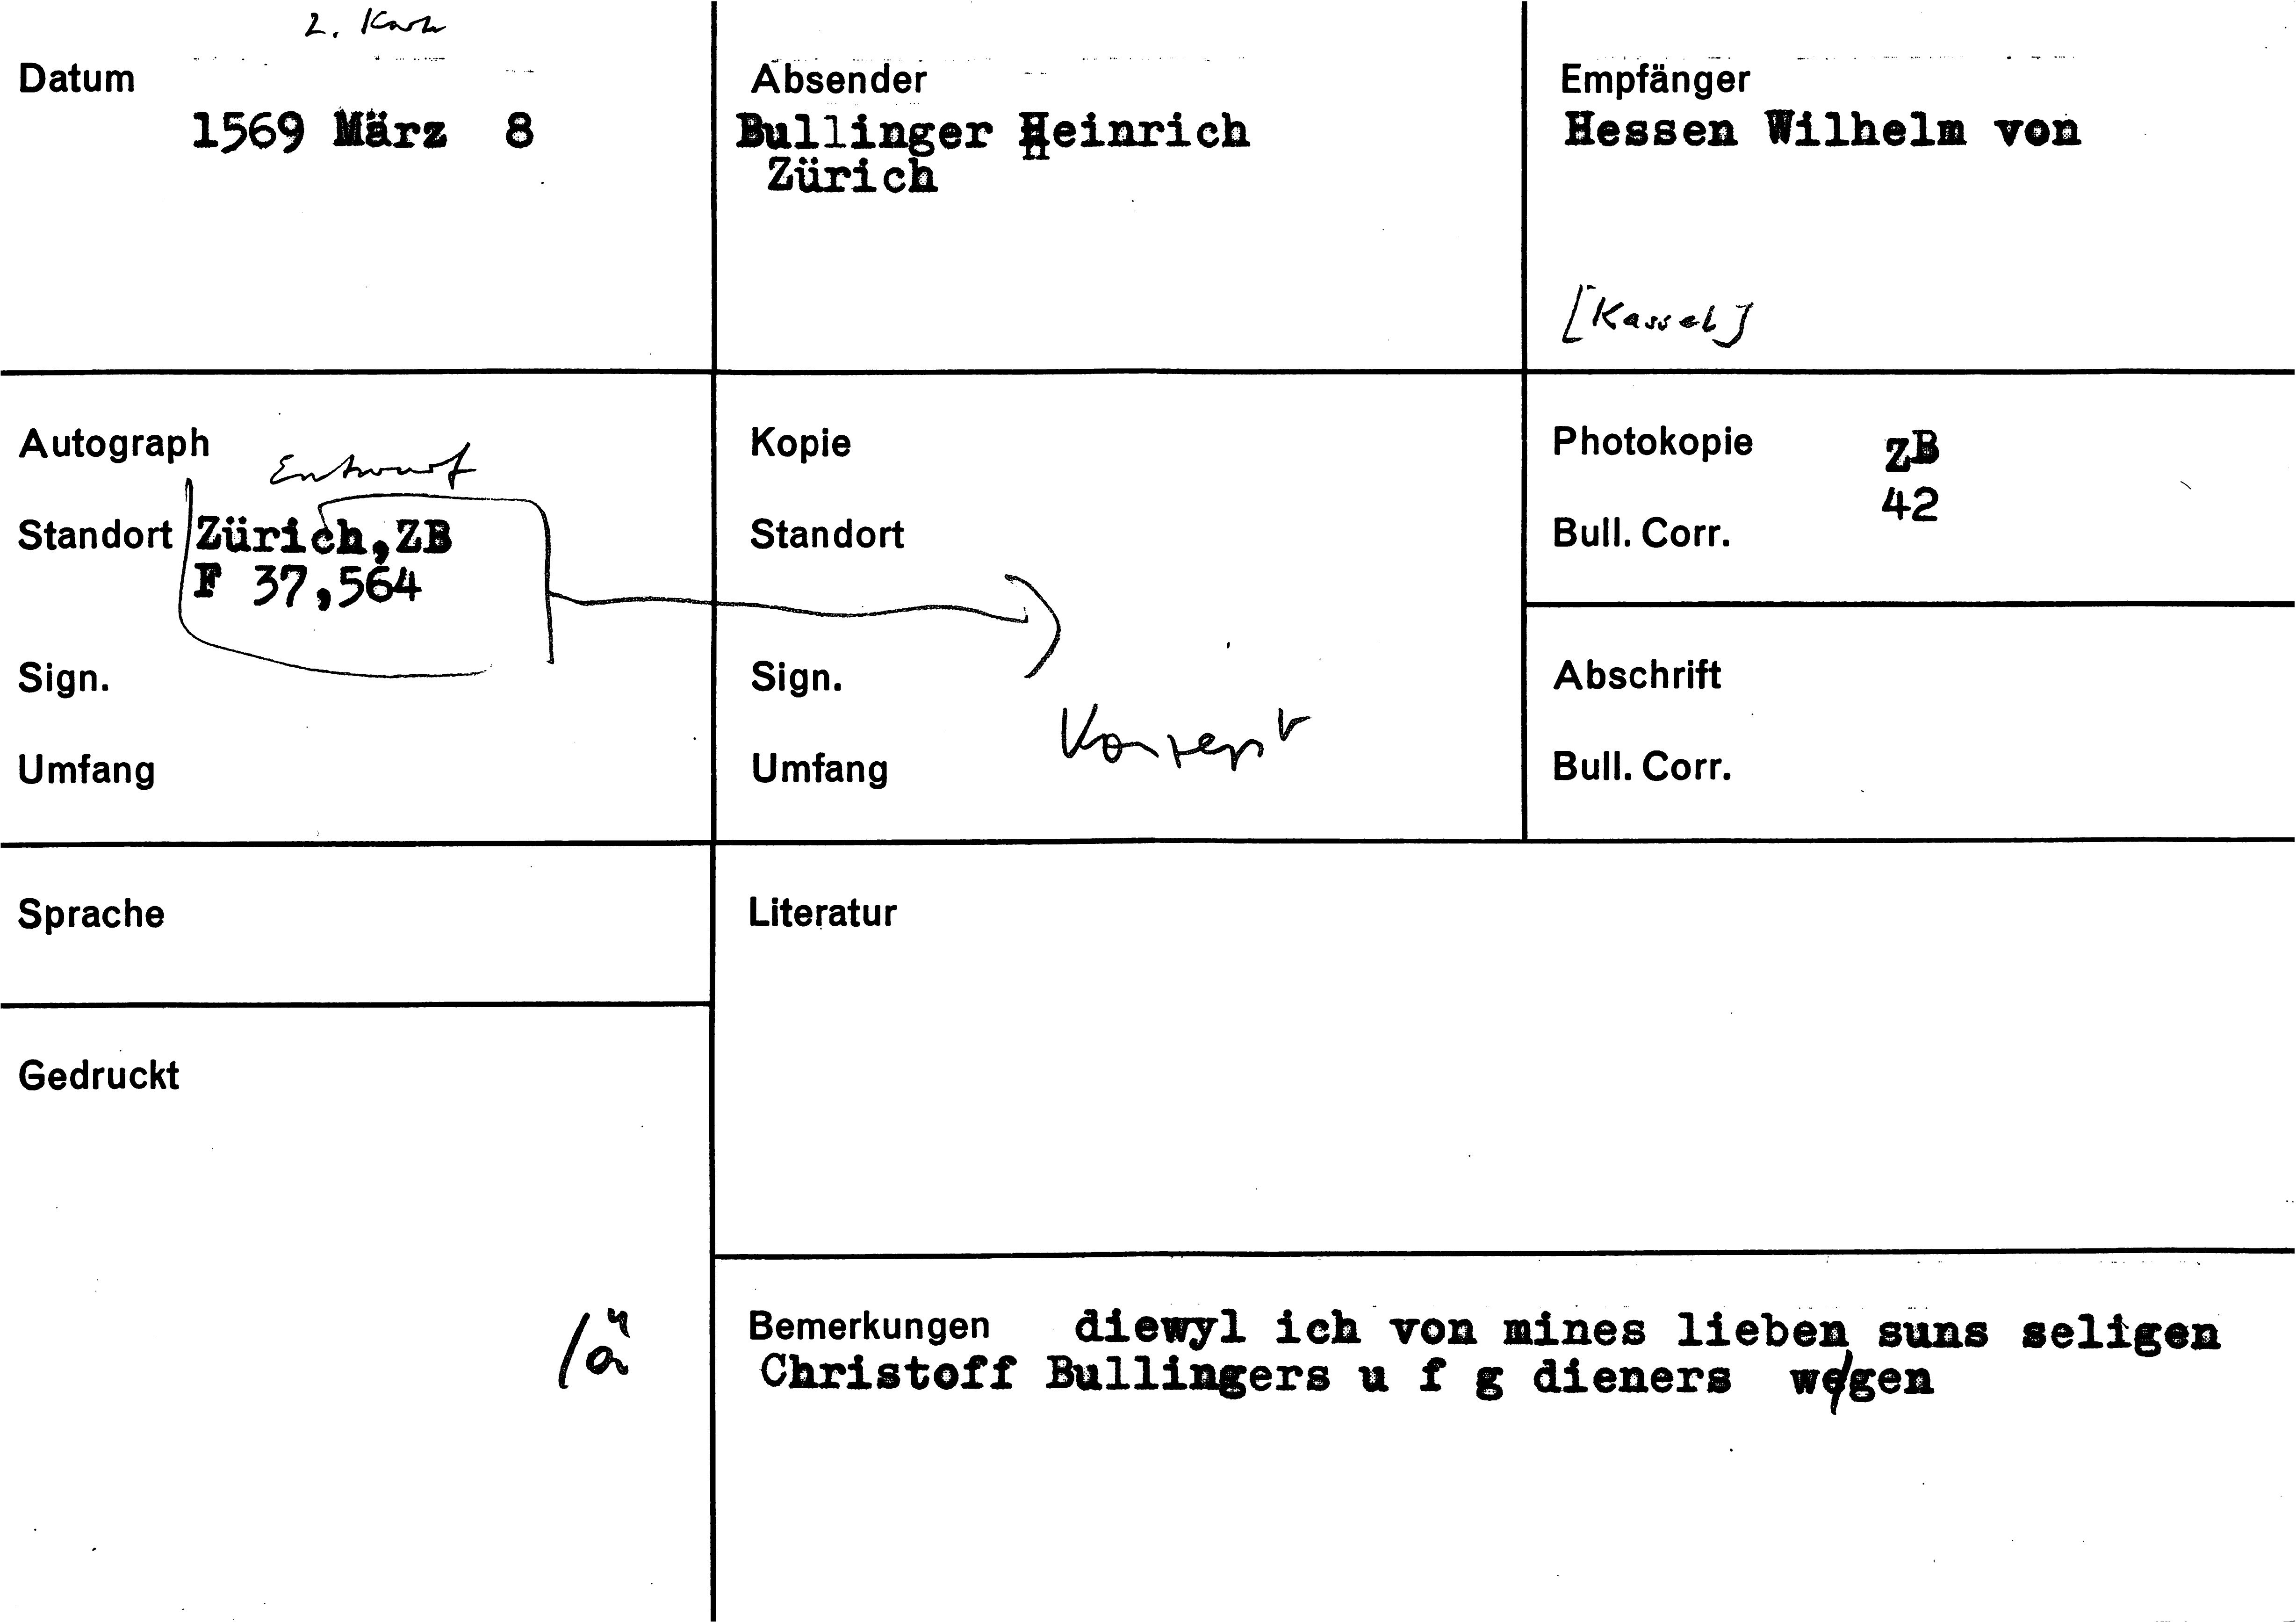 2. Karte
Datum
1569 März 8
Absender
Bullinger Heinrich
Zürich
Empfänger
Hessen Wilhelm von
[Kassel]
Autograph
Entwurf
Standort Zürich, ZB
F 37,564
Sign.
Umfang
Kopie
Standort
Sign.
Konzept
Umfang
Photokopie ZB
42
Bull. Corr.
Abschrift
Bull. Corr.
Sprache
Literatur
Gedruckt
/ä
Bemerkungen diewyl ich von mines lieben suns seligen
Christoff Bullingers u f g dieners wegen